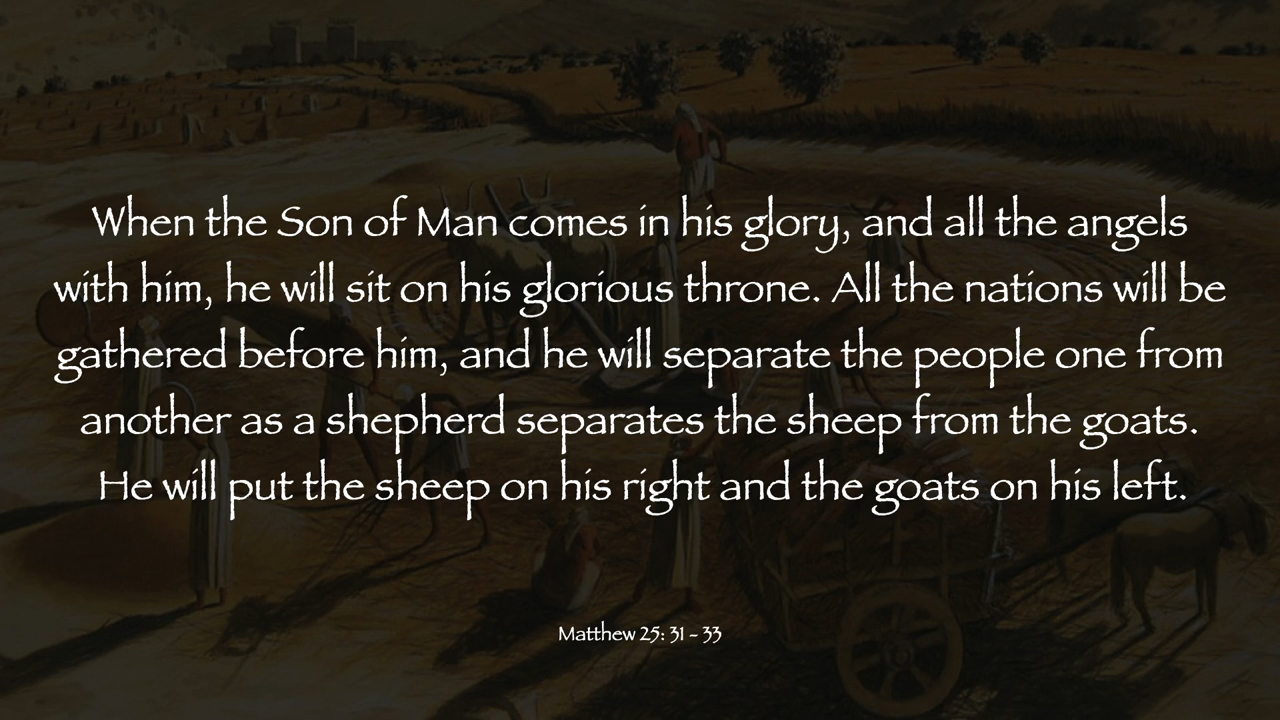 When the Son of Man comes in his glory, and all the angels
with him, he will sit on his glorious throne. All the nations will be
gathered before him, and he will separate the people one from
another as a shepherd separates the sheep from the goats.
He will put the sheep on his right and the goats on his left.
Matthew 25: 31 - 33